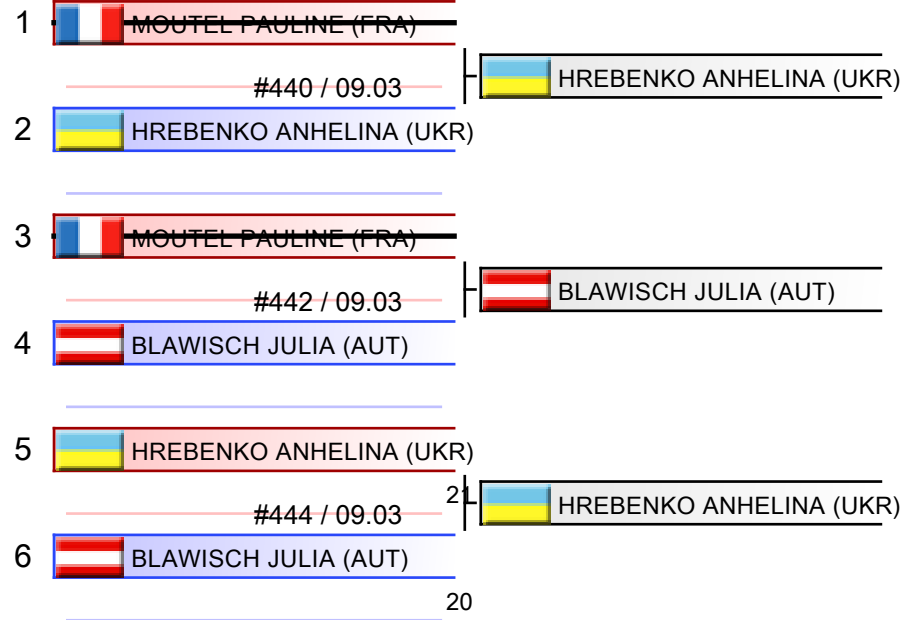 1 MOUTEL PAULINE (FRA)
HREBENKO ANHELINA (UKR)
#440 / 09.03
2 HREBENKO ANHELINA (UKR)
3 MOUTEL PAULINE (FRA)
BLAWISCH JULIA (AUT)
#442 / 09.03
4 BLAWISCH JULIA (AUT)
5 HREBENKO ANHELINA (UKR)
21
HREBENKO ANHELINA (UKR)
#444 / 09.03
6 BLAWISCH JULIA (AUT)
20